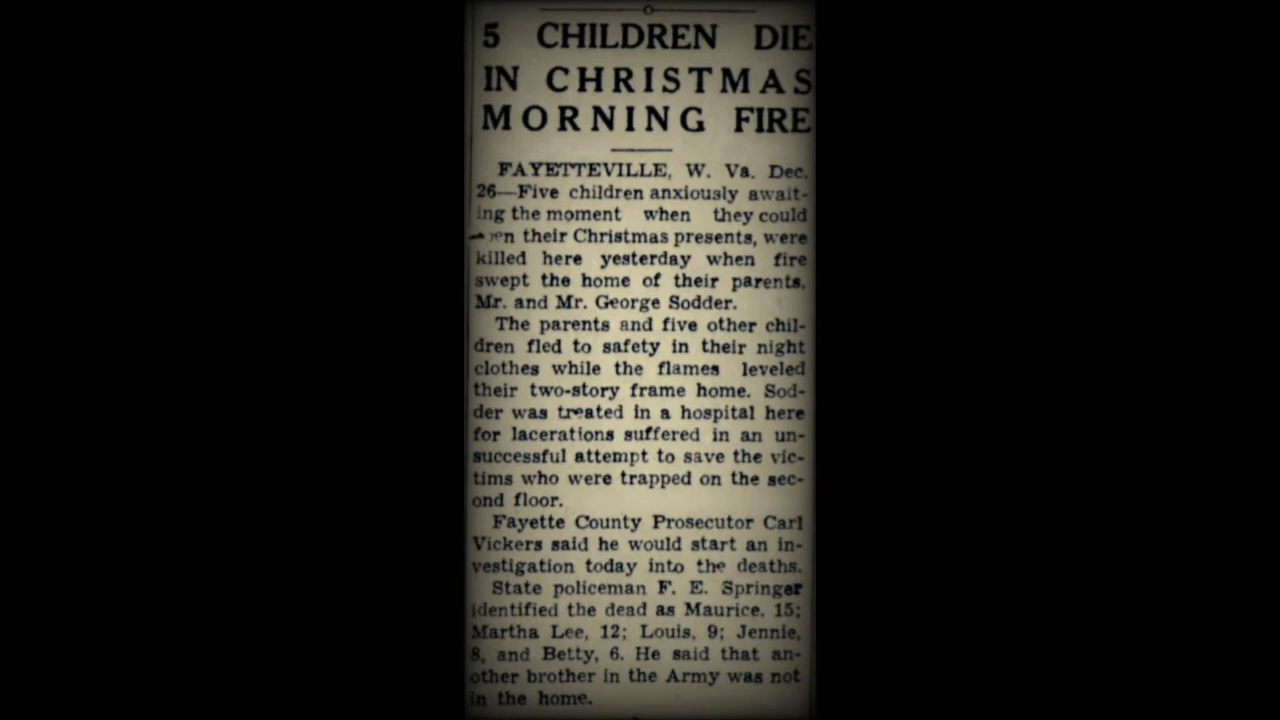 5 CHILDREN DIE
IN CHRISTMAS
MORNING FIRE
FAYETTEVILLE, W. Va. Dec.
26—Five children anxiously await-
ing the moment when they could
their Christmas presents, were
killed here yesterday when fire
swept the home of their parents,
Mr. and Mr. George Sodder.
The parents and five other chil-
dren fled to safety in their night
clothes while the flames leveled
their two-story frame home. Sod-
der was treated in a hospital here
for lacerations suffered in an un-
successful attempt to save the vic-
tims who were trapped on the sec-
ond floor.
Fayette County Prosecutor Carl
Vickers said he would start an in-
vestigation today into the deaths.
State policeman F. E. Springer
identified the dead as Maurice, 15;
Martha Lee, 12; Louis, 9; Jennie,
8, and Betty, 6. He said that an-
other brother in the Army was not
in the home.